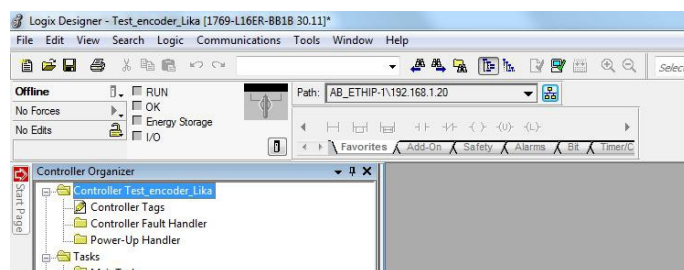 Logix Designer - Test_encoder_Lika [1769-L16ER-BB1B 30.11]*
File Edit View Search Logic Communications Tools Window Help
Selec
Offline RUN Path: AB_ETHIP-1\192.168.1.20
No Forces OK
No Edits Energy Storage
I/O
Favorites Add-On Safety Alarms Bit Timer/C
Start Page
Controller Organizer
Controller Test_encoder_Lika
Controller Tags
Controller Fault Handler
Power-Up Handler
Tasks